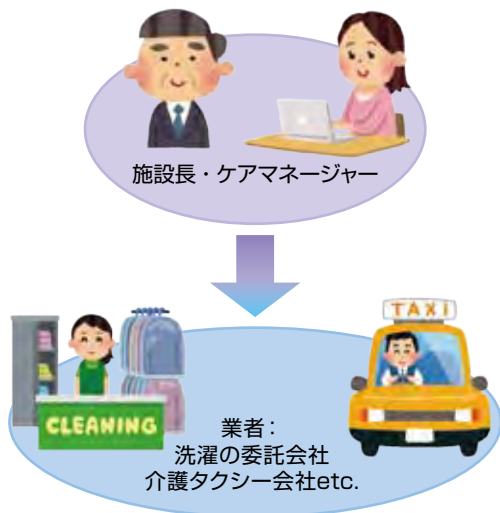 施設長・ケアマネージャー
TAXI
CLEANING
業者：
洗濯の委託会社
介護タクシー会社etc.